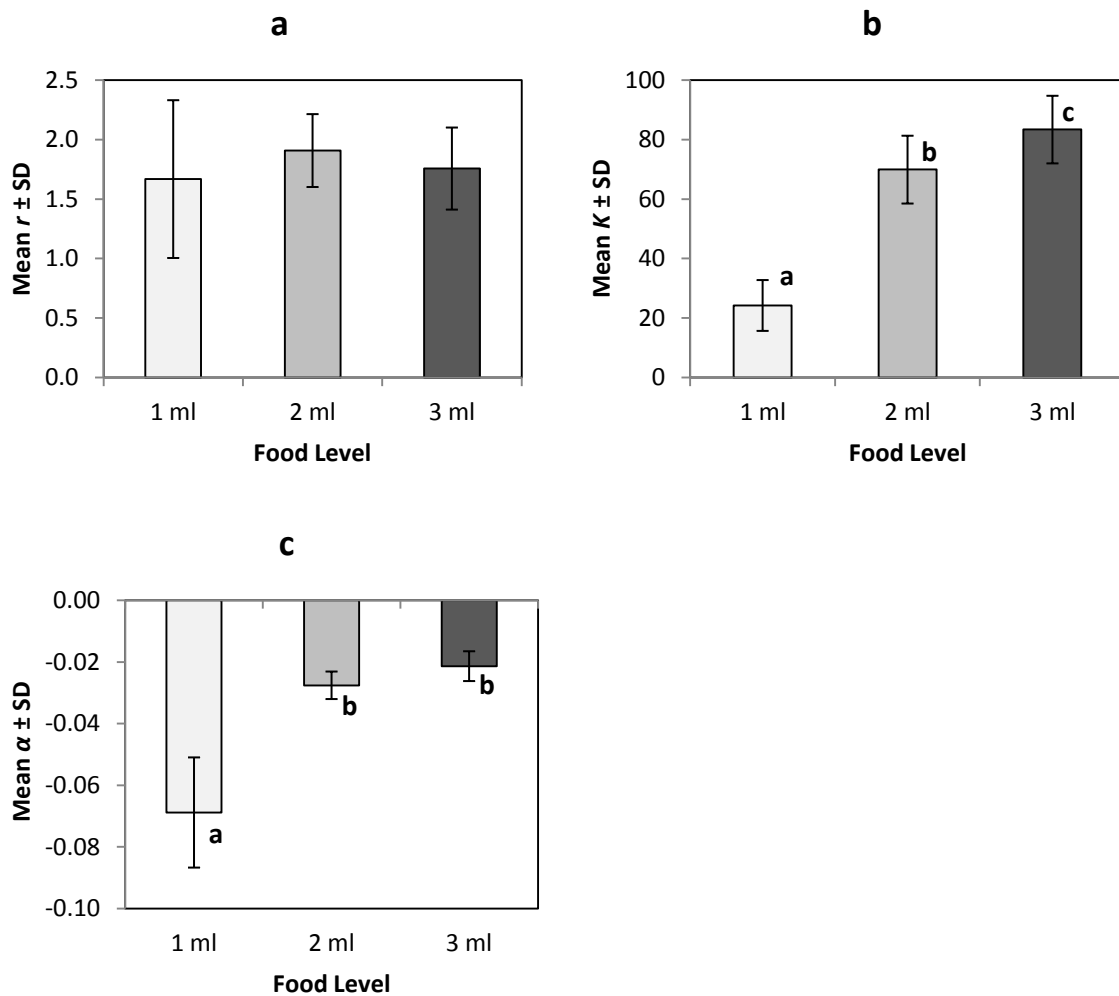 a
Mean r ± SD
2.5
2.0
1.5
1.0
0.5
0.0
1 ml 2 ml 3 ml
Food Level
b
Mean K ± SD
100
80
60
40
20
0
a
b
c
1 ml 2 ml 3 ml
Food Level
c
Mean α ± SD
0.00
-0.02
-0.04
-0.06
-0.08
-0.10
a
b
b
1 ml 2 ml 3 ml
Food Level